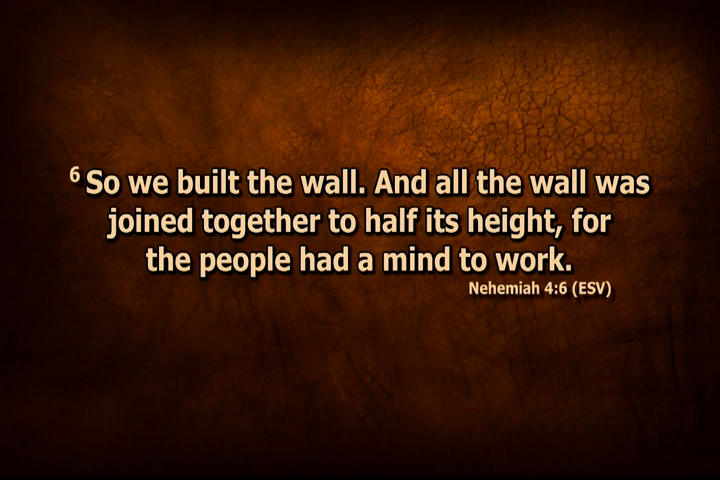 6 So we built the wall. And all the wall was
joined together to half its height, for
the people had a mind to work.
Nehemiah 4:6 (ESV)